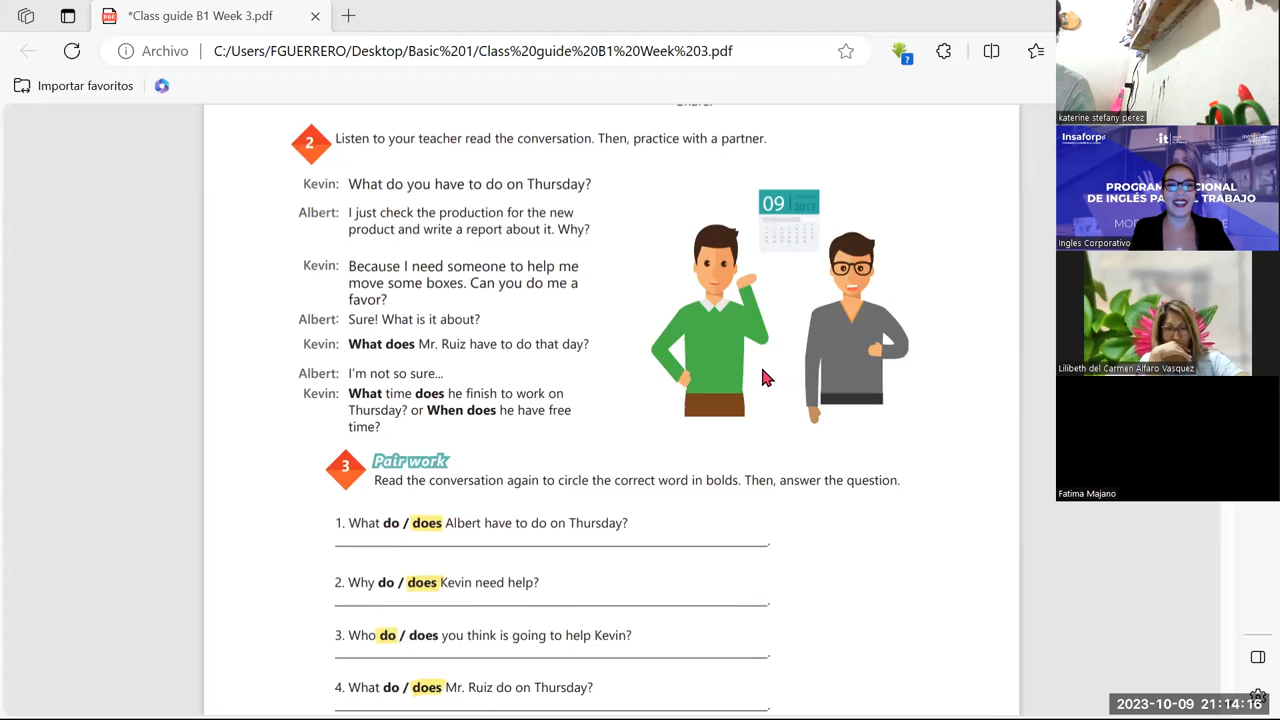 *Class guide B1 Week 3.pdf
Archivo
C:/Users/FGUERRERO/Desktop/Basic%201/Class%20guide%20B1%20Week%203.pdf
Importar favoritos
2
Listen to your teacher read the conversation. Then, practice with a partner.
Kevin: What do you have to do on Thursday?
Albert: I just check the production for the new
product and write a report about it. Why?
Kevin: Because I need someone to help me
move some boxes. Can you do me a
favor?
Albert: Sure! What is it about?
Kevin: What does Mr. Ruiz have to do that day?
Albert: I'm not so sure...
Kevin: What time does he finish to work on
Thursday? or When does he have free
time?
09
2017
3
Pair work
Read the conversation again to circle the correct word in bolds. Then, answer the question.
1. What do / does Albert have to do on Thursday?
2. Why do / does Kevin need help?
3. Who do / does you think is going to help Kevin?
4. What do / does Mr. Ruiz do on Thursday?
katerine stefany perez
Insaforp
it
DE INGLÉS TRABAJO
Ingles Corporativo
Lilibeth del Carmen Alfaro Vasquez
Fatima Majano
2023-10-09 21:14:16